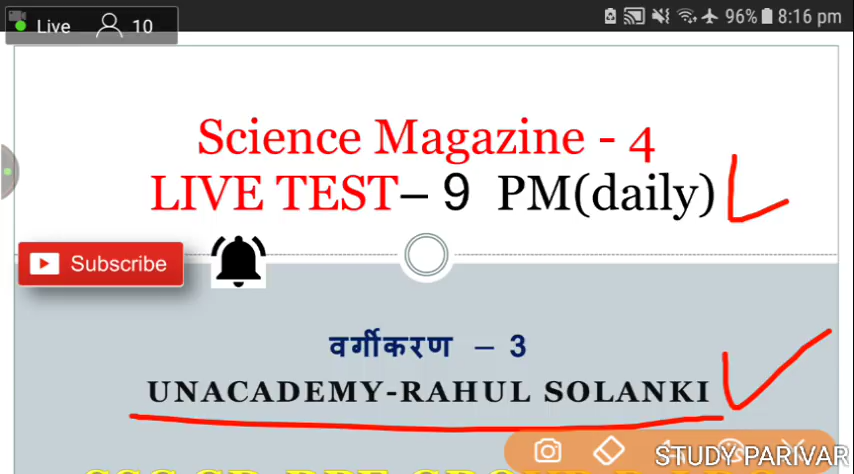 Live 10
96% 8:16 pm
Science Magazine - 4
LIVE TEST– 9 PM(daily)
Subscribe
वर्गीकरण – 3
UNACADEMY-RAHUL SOLANKI
STUDY PARIVAR